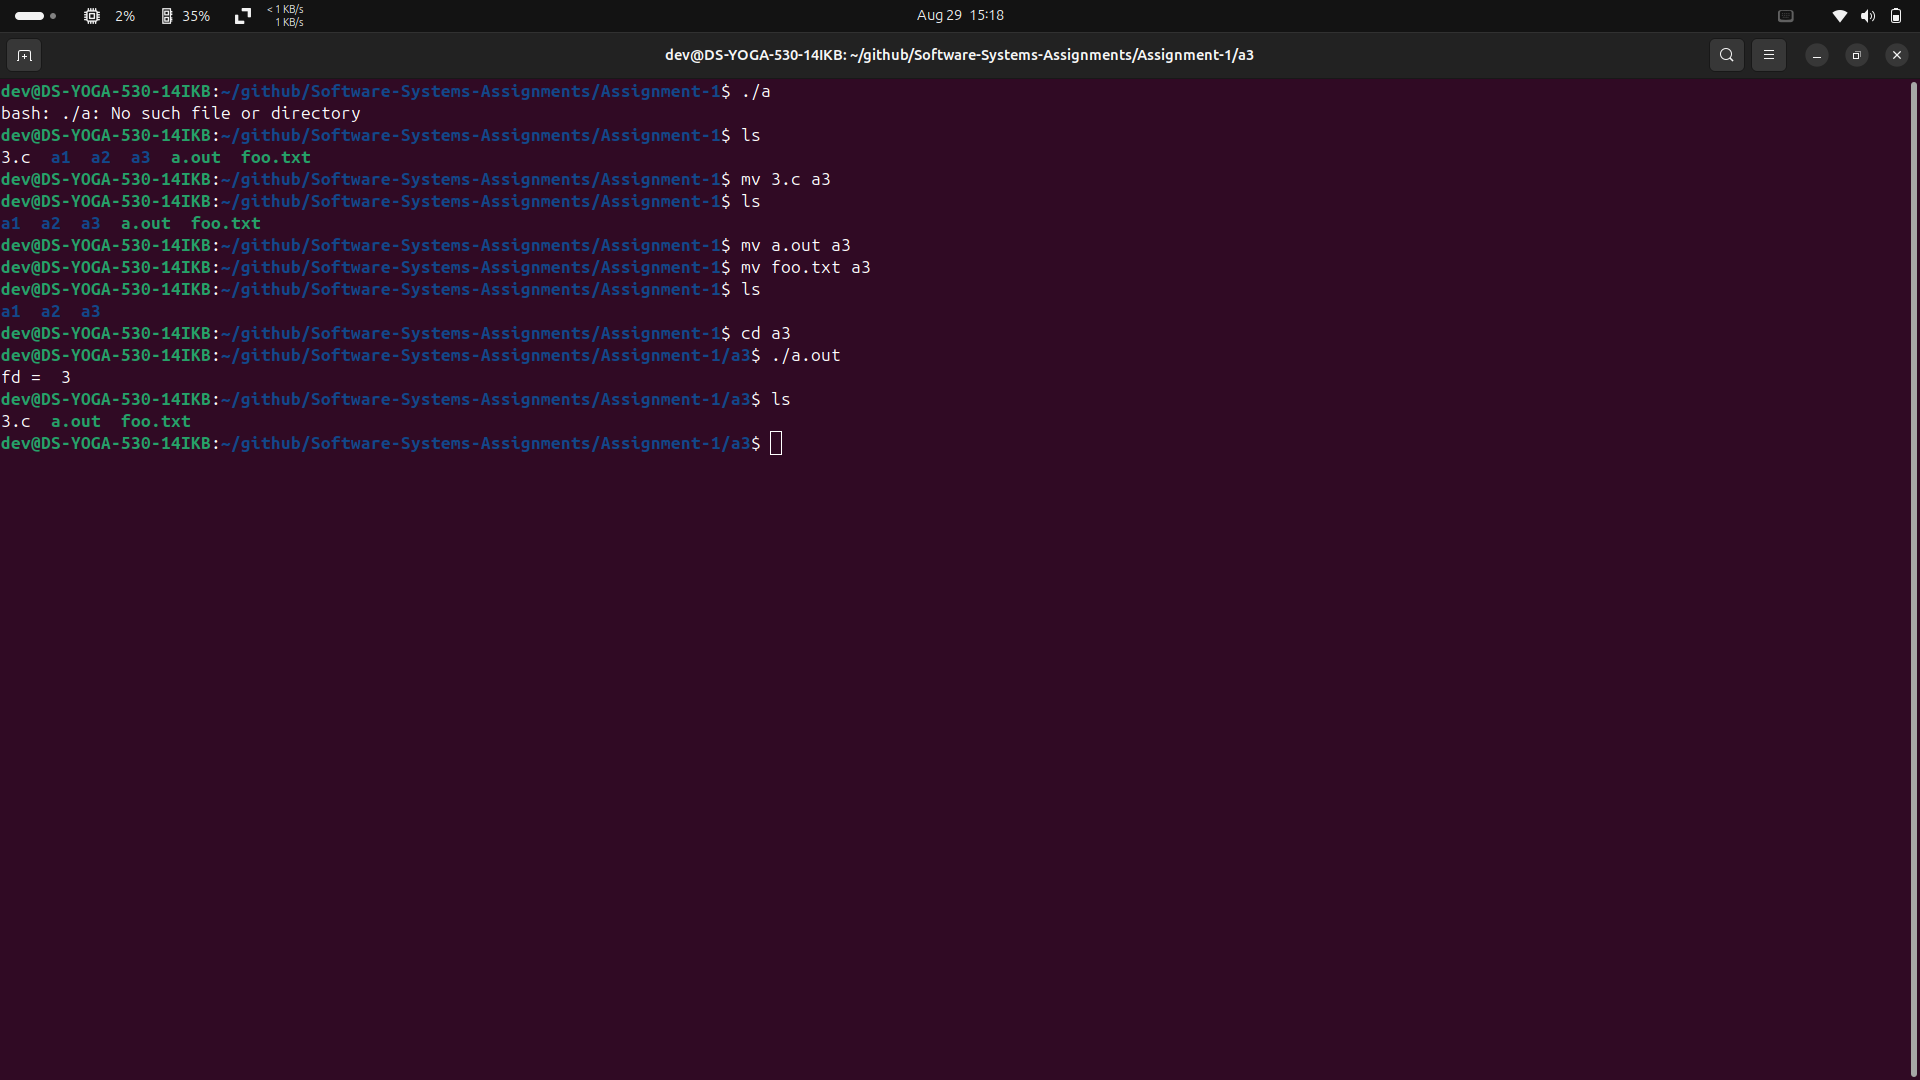 2% 35% < 1 KB/s
1 KB/s
Aug 29 15:18
dev@DS-YOGA-530-14IKB: ~/github/Software-Systems-Assignments/Assignment-1/a3
dev@DS-YOGA-530-14IKB:~/github/Software-Systems-Assignments/Assignment-1$ ./a
bash: ./a: No such file or directory
dev@DS-YOGA-530-14IKB:~/github/Software-Systems-Assignments/Assignment-1$ ls
3.c  a1  a2  a3  a.out  foo.txt
dev@DS-YOGA-530-14IKB:~/github/Software-Systems-Assignments/Assignment-1$ mv 3.c a3
dev@DS-YOGA-530-14IKB:~/github/Software-Systems-Assignments/Assignment-1$ ls
a1  a2  a3  a.out  foo.txt
dev@DS-YOGA-530-14IKB:~/github/Software-Systems-Assignments/Assignment-1$ mv a.out a3
dev@DS-YOGA-530-14IKB:~/github/Software-Systems-Assignments/Assignment-1$ mv foo.txt a3
dev@DS-YOGA-530-14IKB:~/github/Software-Systems-Assignments/Assignment-1$ ls
a1  a2  a3
dev@DS-YOGA-530-14IKB:~/github/Software-Systems-Assignments/Assignment-1$ cd a3
dev@DS-YOGA-530-14IKB:~/github/Software-Systems-Assignments/Assignment-1/a3$ ./a.out
fd =  3
dev@DS-YOGA-530-14IKB:~/github/Software-Systems-Assignments/Assignment-1/a3$ ls
3.c  a.out  foo.txt
dev@DS-YOGA-530-14IKB:~/github/Software-Systems-Assignments/Assignment-1/a3$